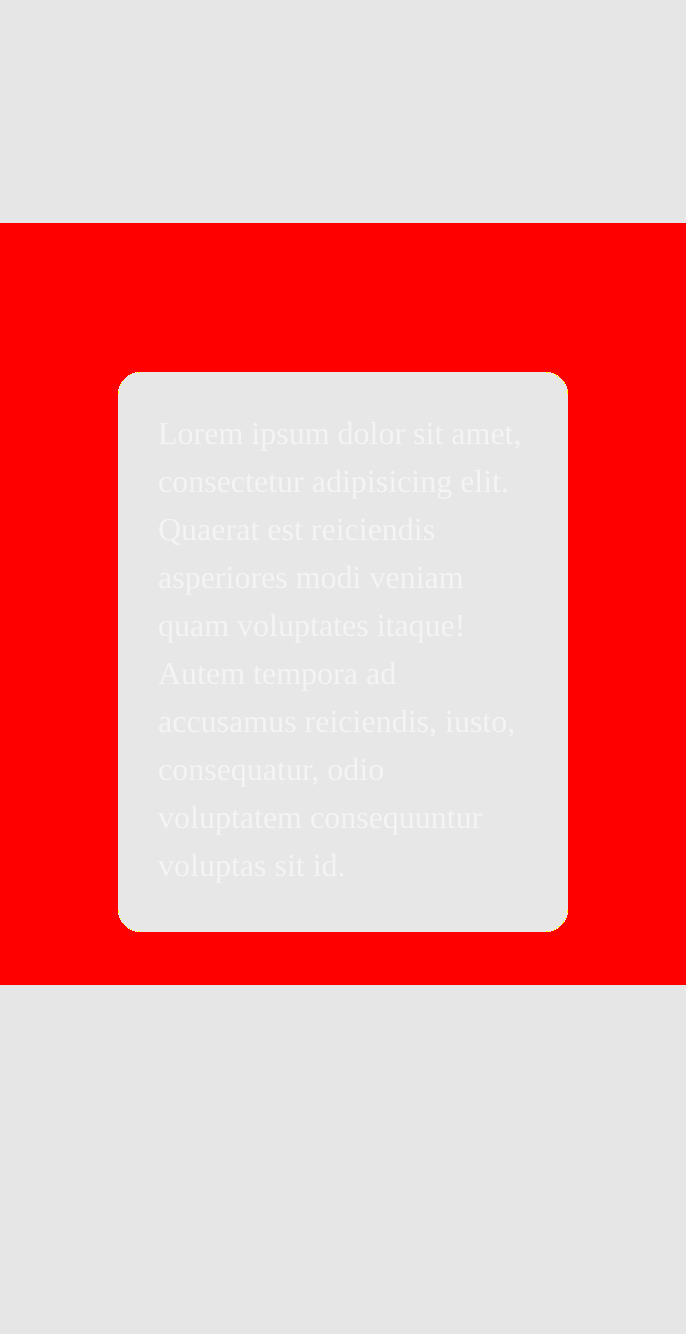 Lorem ipsum dolor sit amet,
consectetur adipisicing elit.
Quaerat est reiciendis
asperiores modi veniam
quam voluptates itaque!
Autem tempora ad
accusamus reiciendis, iusto,
consequatur, odio
voluptatem consequuntur
voluptas sit id.